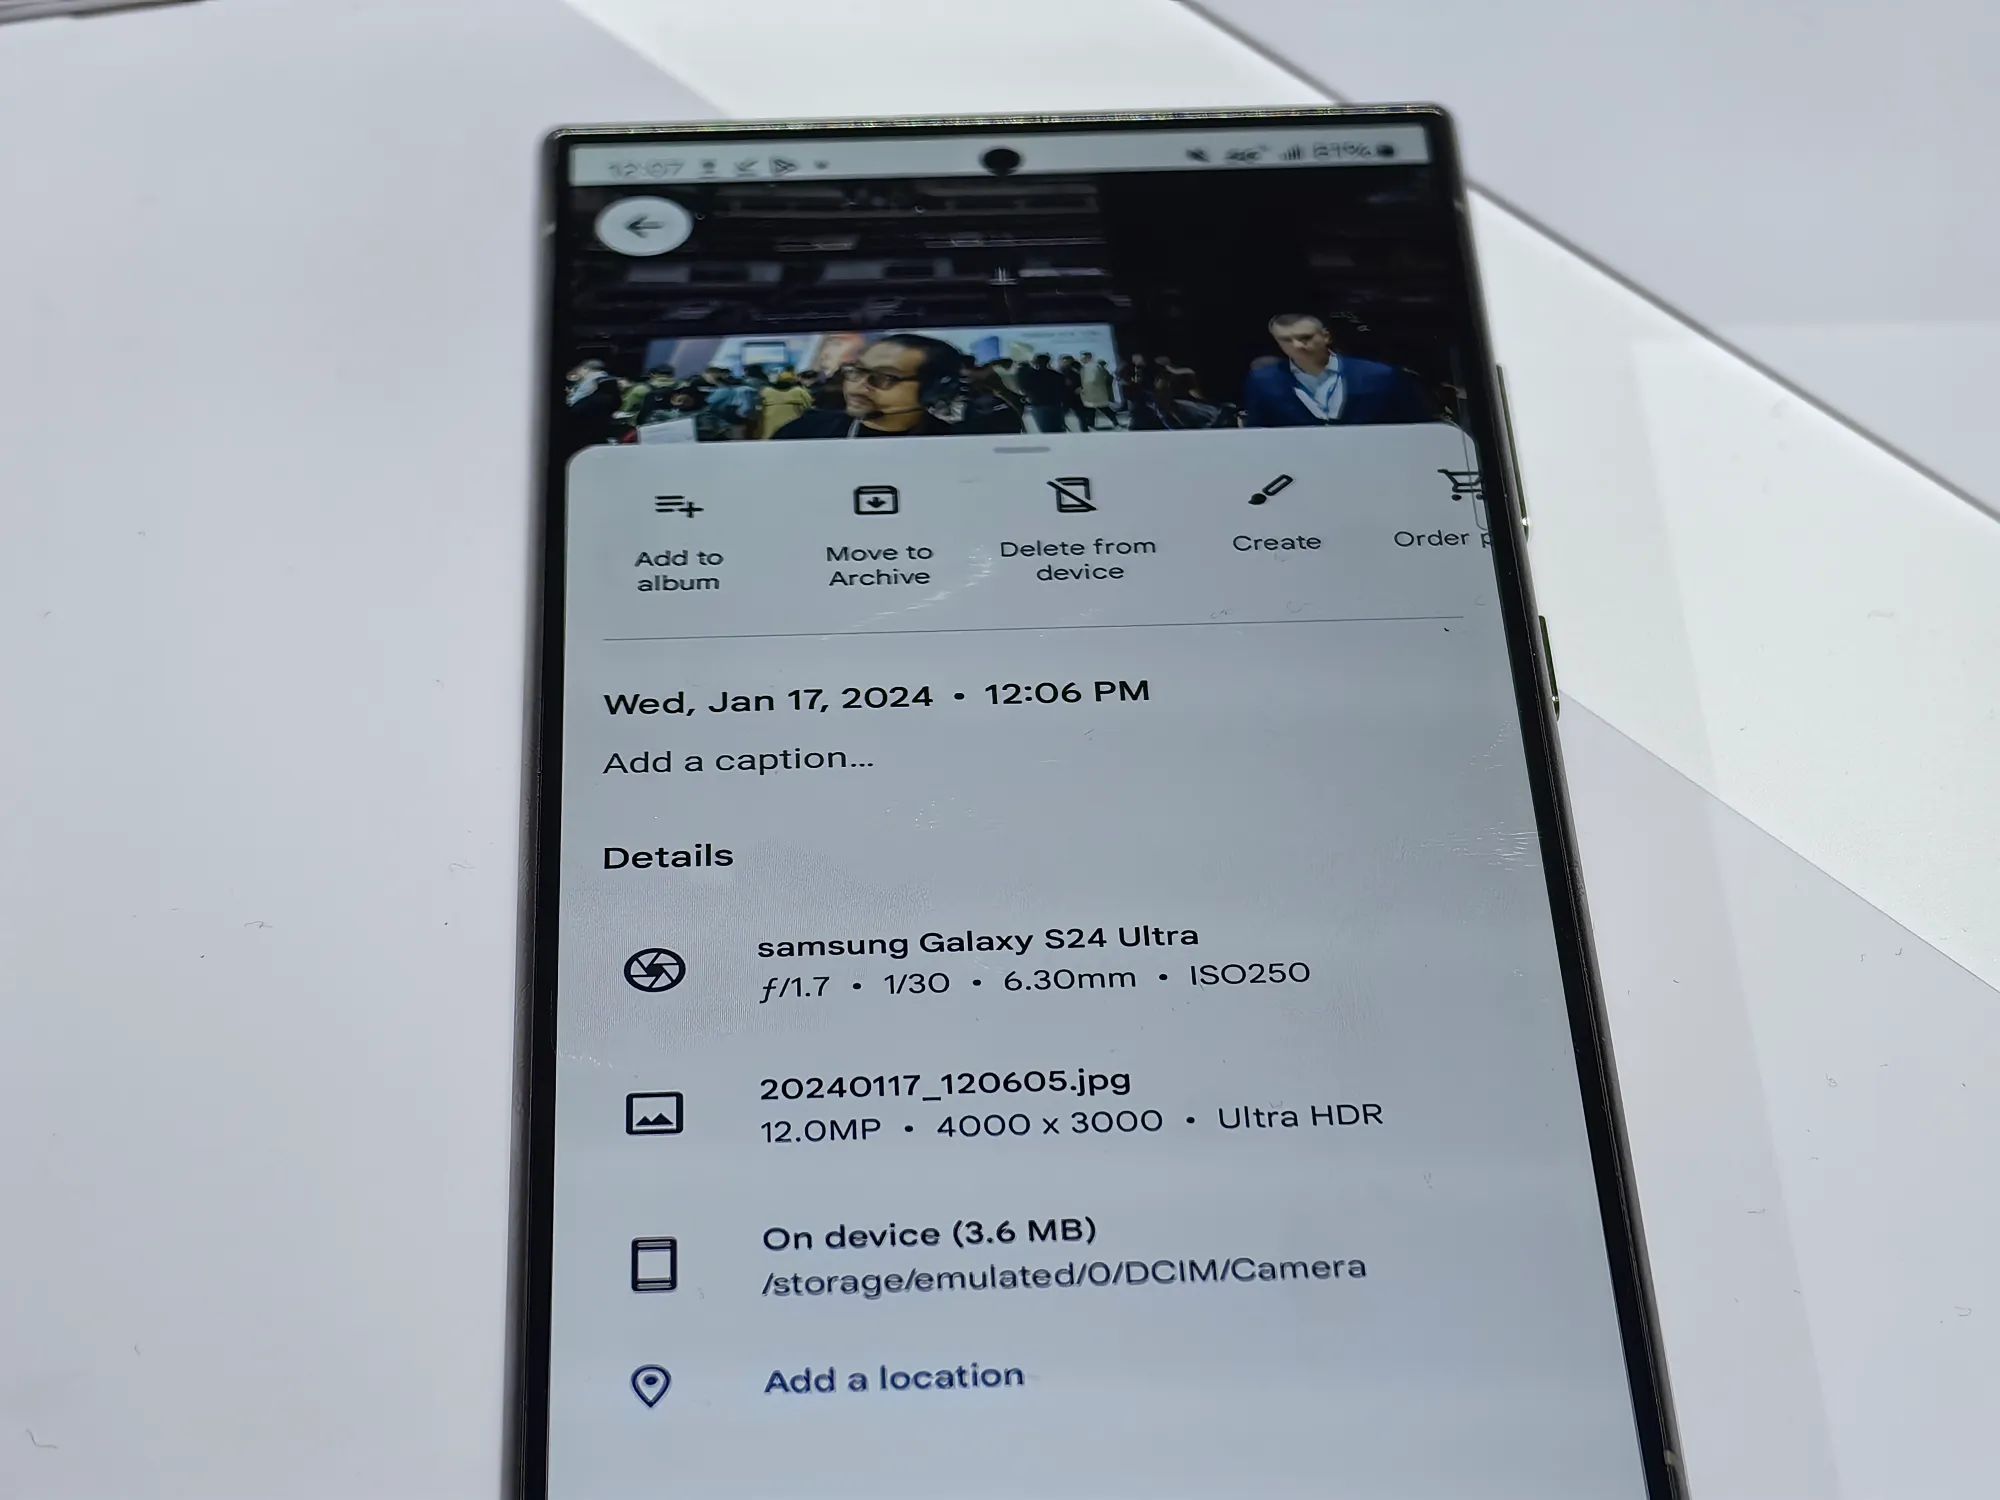 12:07
Add to
album
Move to
Archive
Delete from
device
Create
Order
Wed, Jan 17, 2024 • 12:06 PM
Add a caption...
Details
samsung Galaxy S24 Ultra
ƒ/1.7 • 1/30 • 6.30mm • ISO250
20240117_120605.jpg
12.0MP • 4000 x 3000 • Ultra HDR
On device (3.6 MB)
/storage/emulated/0/DCIM/Camera
Add a location